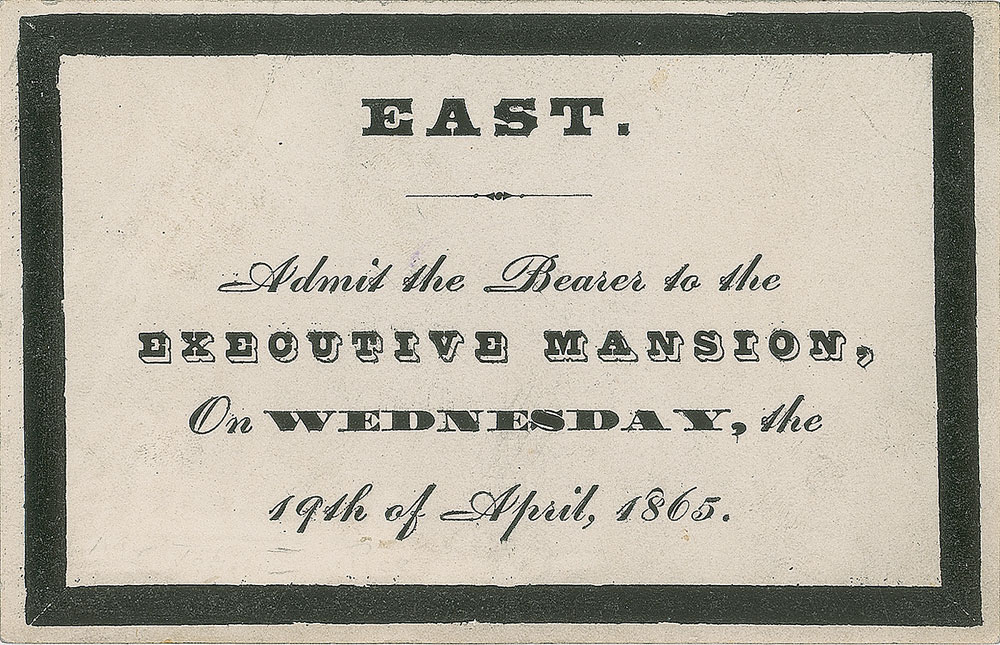 EAST.
Admit the Bearer to the
EXECUTIVE MANSION,
On WEDNESDAY, the
19th of April, 1865.